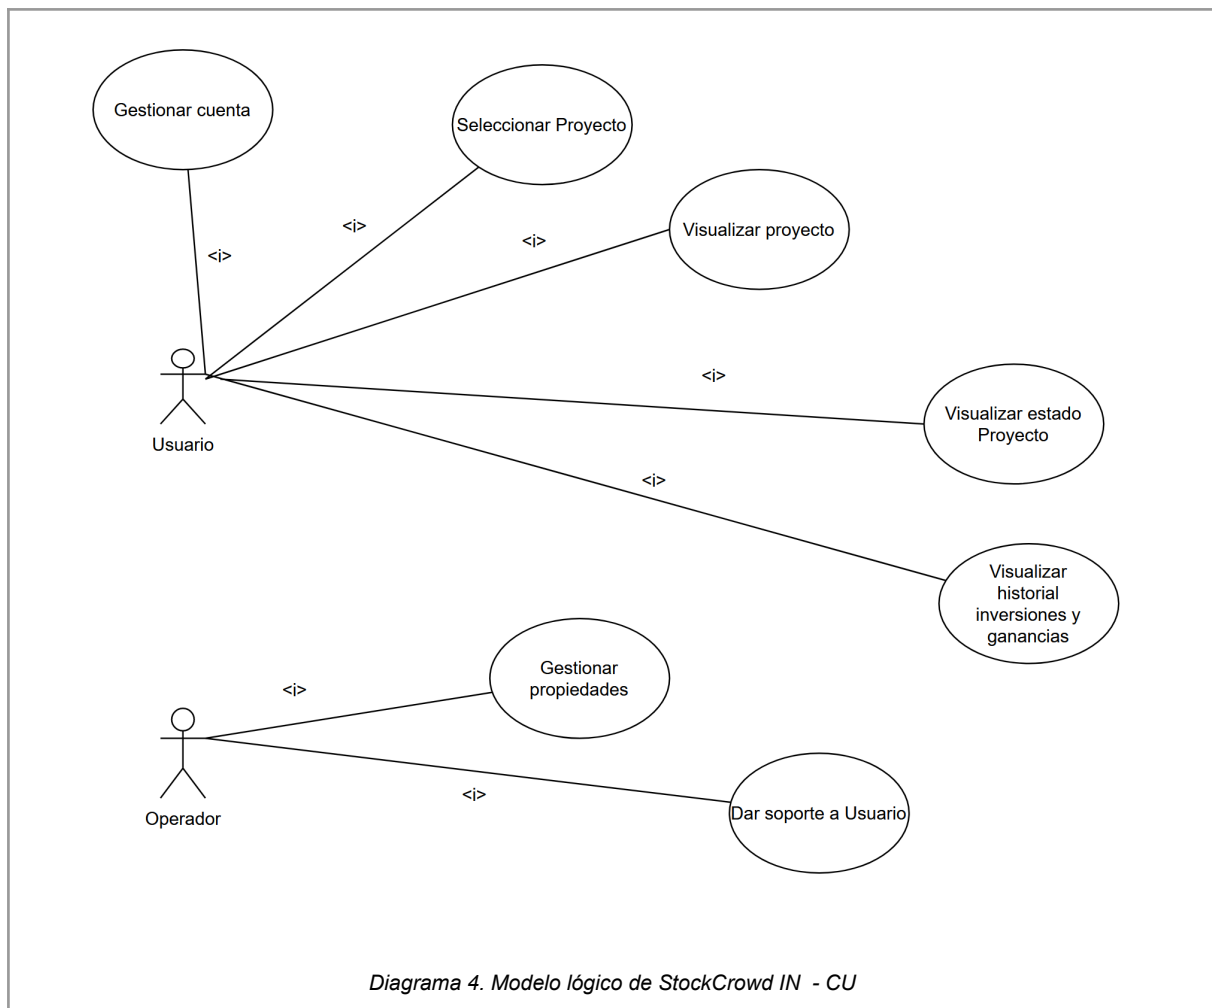 Gestionar cuenta
Seleccionar Proyecto
<i>
<i>
Visualizar proyecto
<i>
Usuario
<i>
Visualizar estado
Proyecto
<i>
Visualizar
historial
inversiones y
ganancias
Gestionar
propiedades
<i>
Operador
<i>
Dar soporte a Usuario
Diagrama 4. Modelo lógico de StockCrowd IN - CU